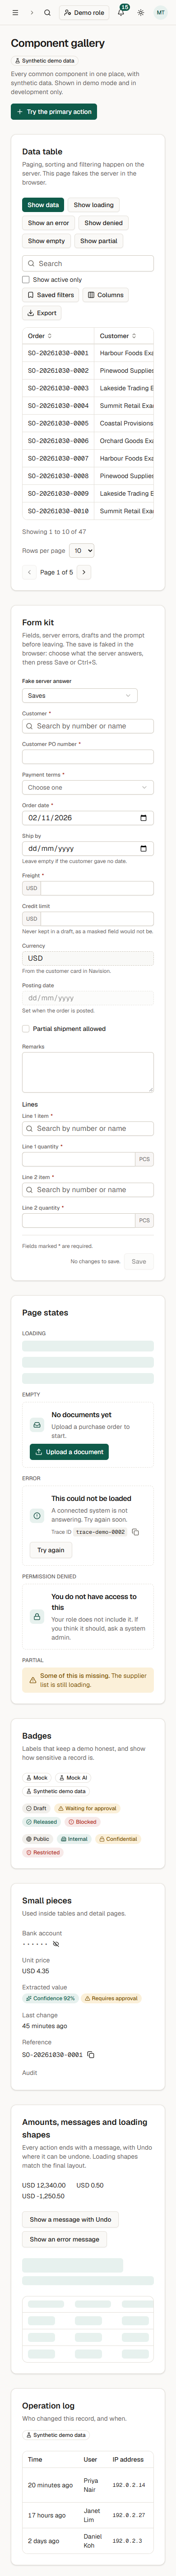 Demo role
15
MT
Component gallery
Synthetic demo data
Every common component in one place, with
synthetic data. Shown in demo mode and in
development only.
Try the primary action
Data table
Paging, sorting and filtering happen on the
server. This page fakes the server in the
browser.
Show data
Show loading
Show an error
Show denied
Show empty
Show partial
Search
Show active only
Saved filters
Columns
Export
Order
Customer
SO-20261030-0001
Harbour Foods Exa
SO-20261030-0002
Pinewood Supplies
SO-20261030-0003
Lakeside Trading E
SO-20261030-0004
Summit Retail Exa
SO-20261030-0005
Coastal Provisions
SO-20261030-0006
Orchard Goods Exa
SO-20261030-0007
Harbour Foods Exa
SO-20261030-0008
Pinewood Supplies
SO-20261030-0009
Lakeside Trading E
SO-20261030-0010
Summit Retail Exa
Showing 1 to 10 of 47
Rows per page
10
Page 1 of 5
Form kit
Fields, server errors, drafts and the prompt
before leaving. The save is faked in the
browser: choose what the server answers,
then press Save or Ctrl+S.
Fake server answer
Saves
Customer *
Search by number or name
Customer PO number *
Payment terms *
Choose one
Order date *
02/11/2026
Ship by
dd/mm/yyyy
Leave empty if the customer gave no date.
Freight *
USD
Credit limit
USD
Never kept in a draft, as a masked field would not be.
Currency
USD
From the customer card in Navision.
Posting date
dd/mm/yyyy
Set when the order is posted.
Partial shipment allowed
Remarks
Lines
Line 1 item *
Search by number or name
Line 1 quantity *
PCS
Line 2 item *
Search by number or name
Line 2 quantity *
PCS
Fields marked * are required.
No changes to save.
Save
Page states
LOADING
EMPTY
No documents yet
Upload a purchase order to
start.
Upload a document
ERROR
This could not be loaded
A connected system is not
answering. Try again soon.
Trace ID trace-demo-0002
Try again
PERMISSION DENIED
You do not have access to
this
Your role does not include it. If
you think it should, ask a system
admin.
PARTIAL
Some of this is missing. The supplier
list is still loading.
Badges
Labels that keep a demo honest, and show
how sensitive a record is.
Mock
Mock AI
Synthetic demo data
Draft
Waiting for approval
Released
Blocked
Public
Internal
Confidential
Restricted
Small pieces
Used inside tables and detail pages.
Bank account
Unit price
USD 4.35
Extracted value
Confidence 92%
Requires approval
Last change
45 minutes ago
Reference
SO-20261030-0001
Audit
Amounts, messages and loading
shapes
Every action ends with a message, with Undo
where it can be undone. Loading shapes
match the final layout.
USD 12,340.00
USD 0.50
USD -1,250.50
Show a message with Undo
Show an error message
Operation log
Who changed this record, and when.
Synthetic demo data
Time
User
IP address
20 minutes ago
Priya
Nair
192.0.2.14
17 hours ago
Janet
Lim
192.0.2.27
2 days ago
Daniel
Koh
192.0.2.3